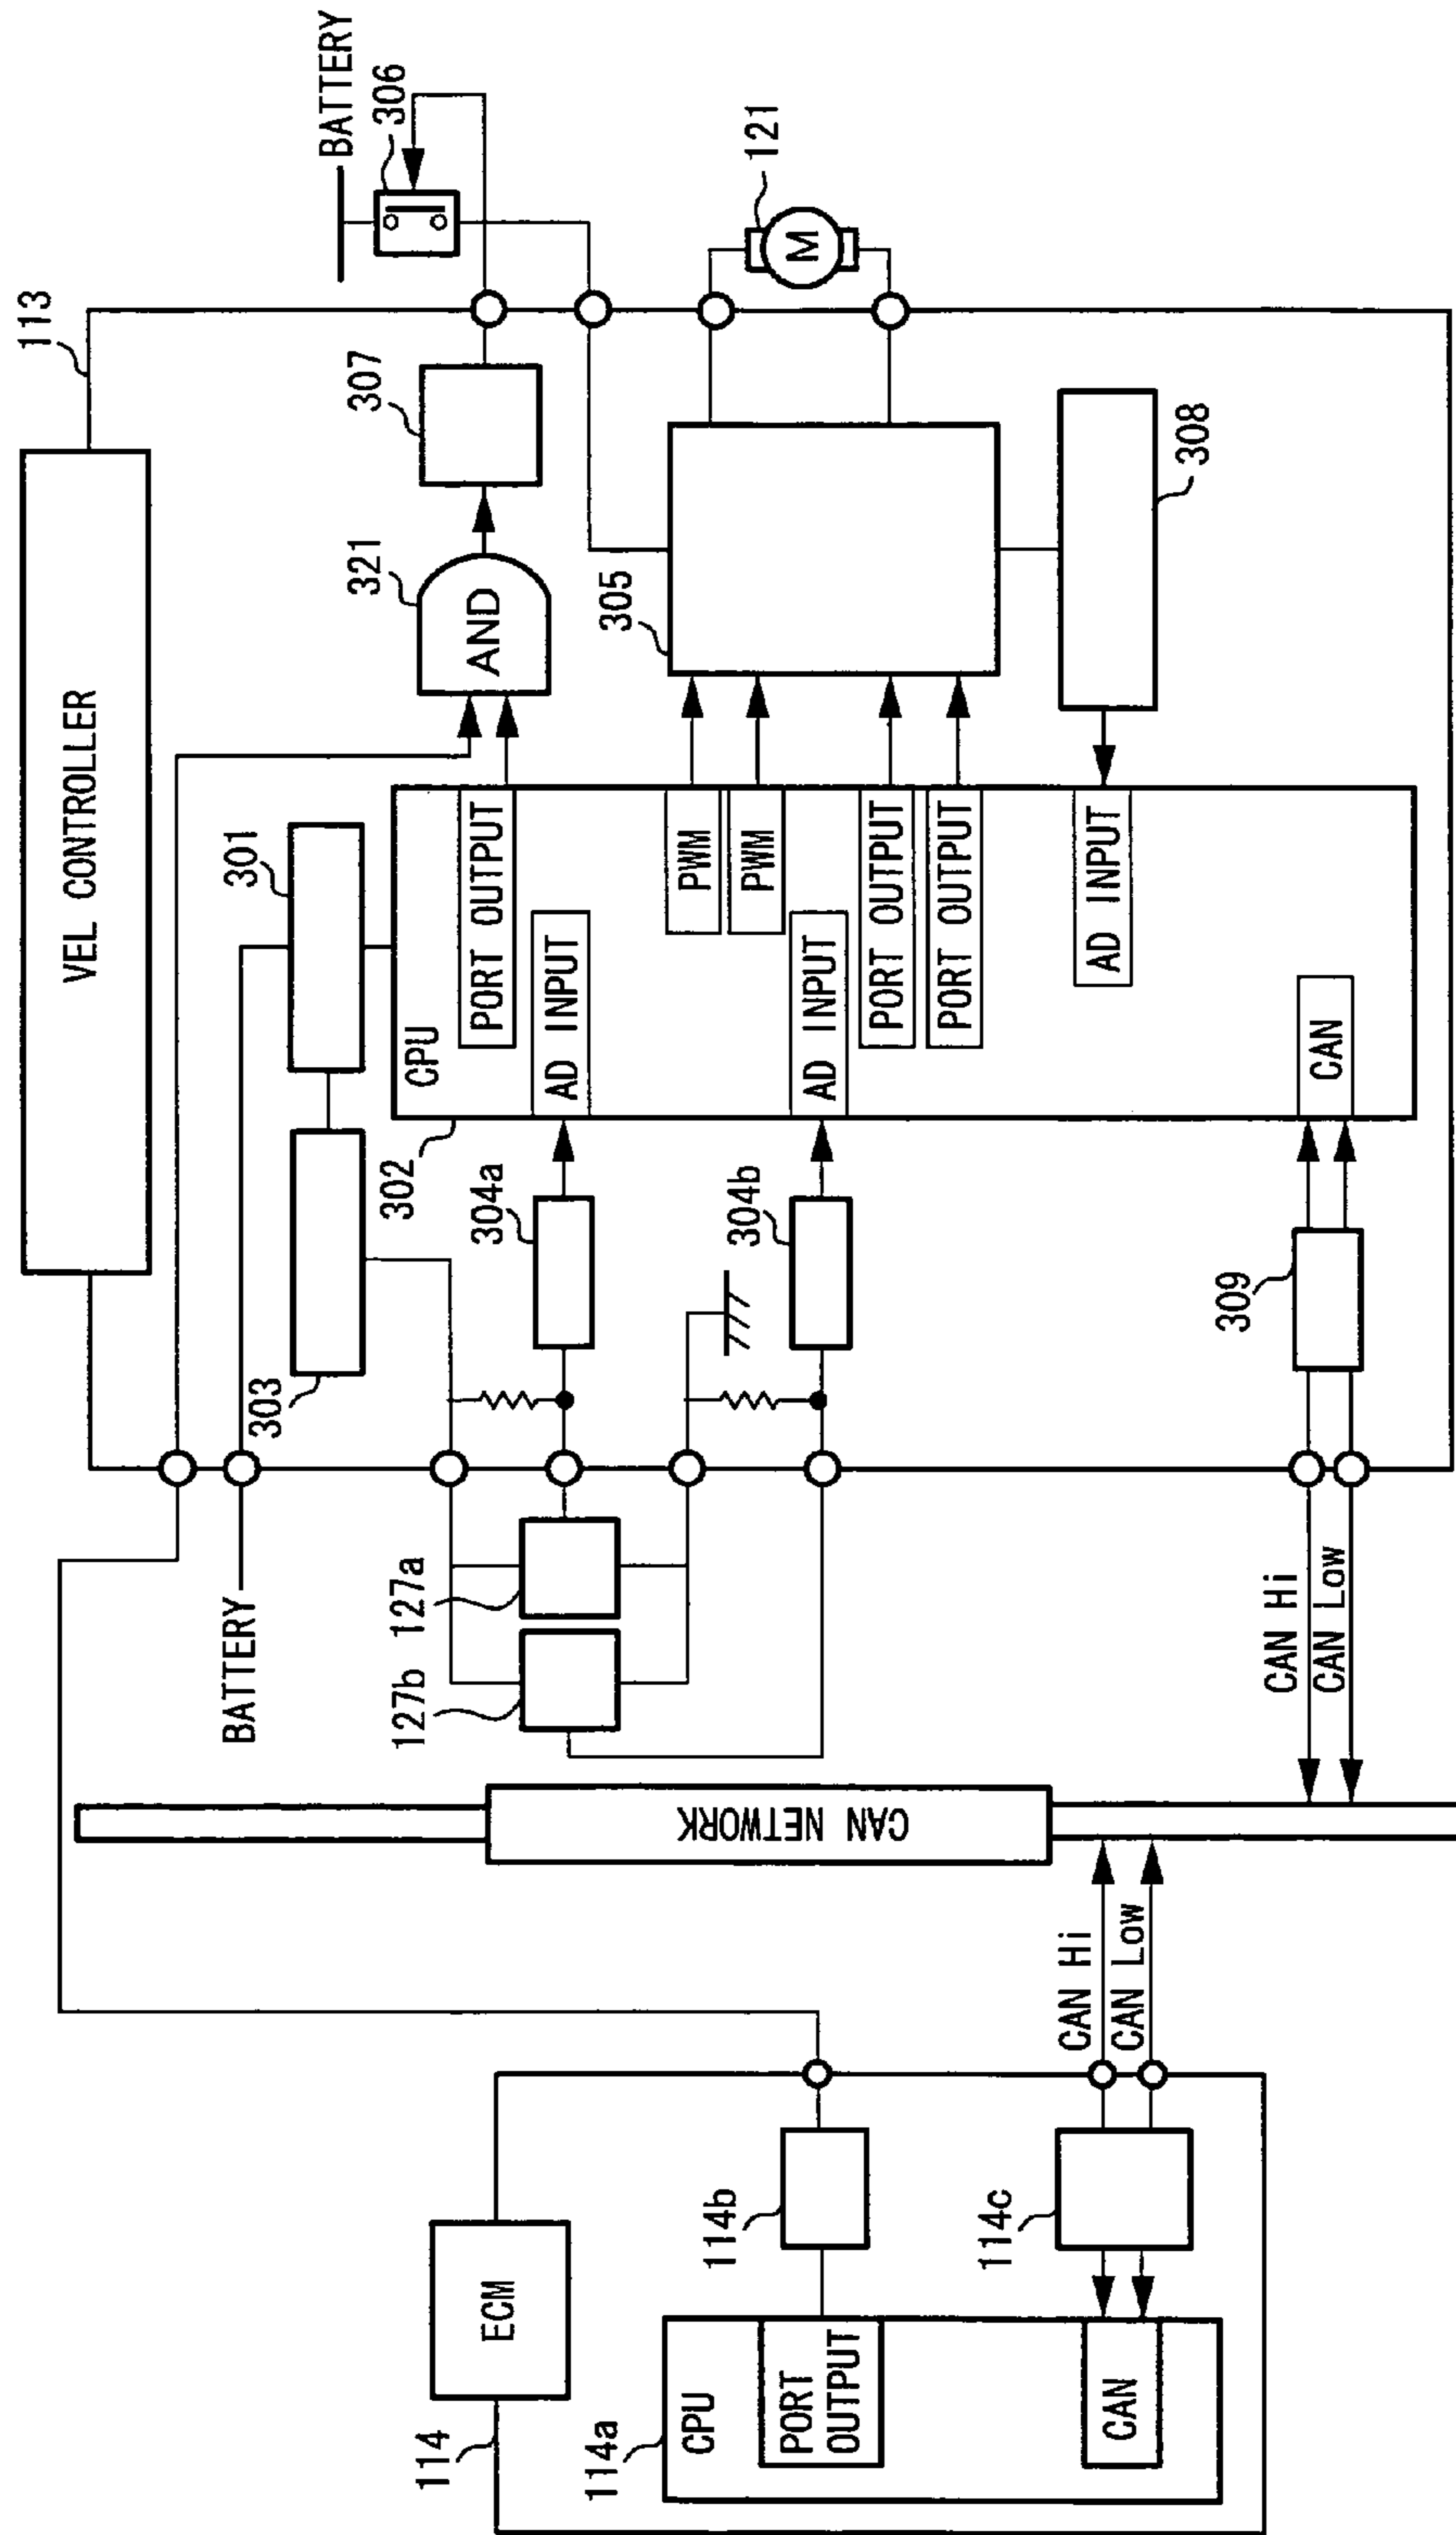 VEL CONTROLLER
113
BATTERY
306
307
321
AND
301
303
CPU
302
PORT OUTPUT
AD INPUT
304a
PWM
PWM
305
121
M
AD INPUT
304b
PORT OUTPUT
PORT OUTPUT
AD INPUT
308
CAN
309
BATTERY
127a
127b
CAN Hi
CAN Low
CAN NETWORK
CAN Hi
CAN Low
ECM
114
114a
CPU
PORT
OUTPUT
114b
CAN
114c